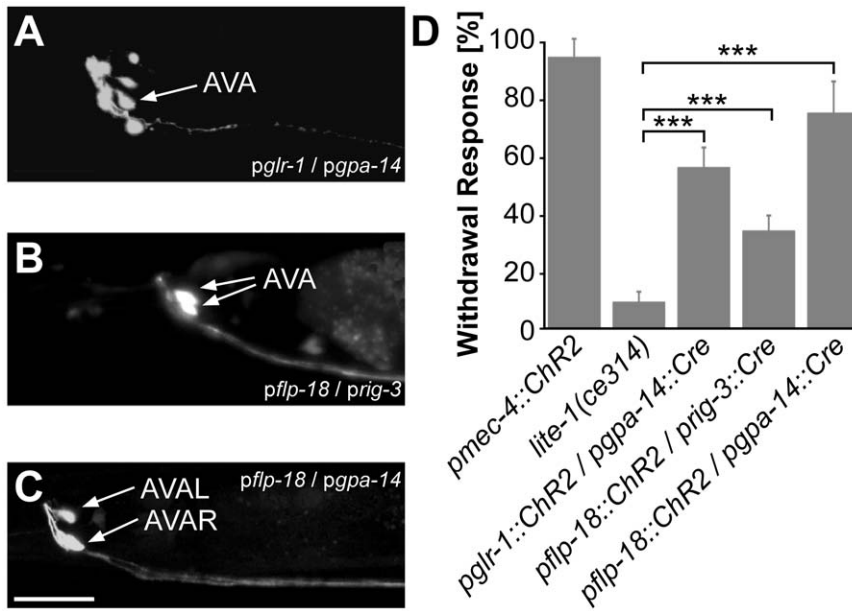 A
AVA
pglr-1 / pgpa-14
B
AVA
pflp-18 / prig-3
C
pflp-18 / pgpa-14
AVAL
AVAR
D
Withdrawal Response [%]
100
80
60
40
20
0
***
***
***
pmec-4::ChR2
lite-1(ce314)
pglr-1::ChR2 / pgpa-14::Cre
pflp-18::ChR2 / prig-3::Cre
pflp-18::ChR2 / pgpa-14::Cre